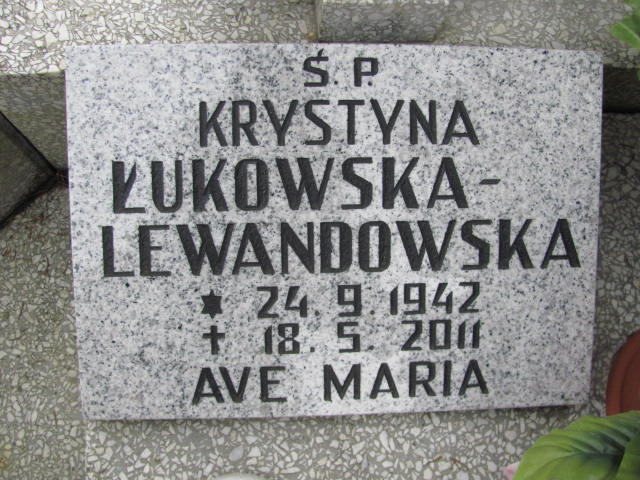 Ś.P.
KRYSTYNA
ŁUKOWSKA-
LEWANDOWSKA
* 24.9.1942
† 18.5.2011
AVE MARIA